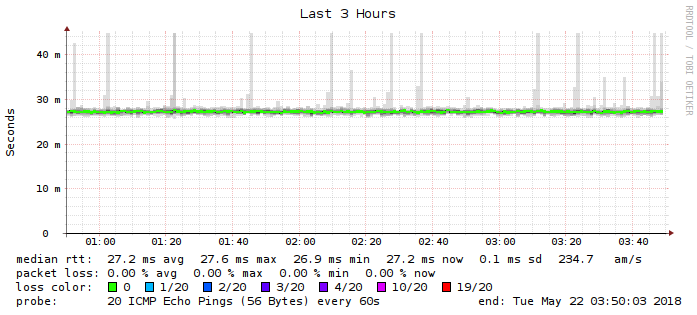 Last 3 Hours
RRDTOOL / TOBI OETIKER
Seconds
40 m
30 m
20 m
10 m
0
01:00 01:20 01:40 02:00 02:20 02:40 03:00 03:20 03:40
median rtt: 27.2 ms avg 27.6 ms max 26.9 ms min 27.2 ms now 0.1 ms sd 234.7 am/s
packet loss: 0.00 % avg 0.00 % max 0.00 % min 0.00 % now
loss color: 0 1/20 2/20 3/20 4/20 10/20 19/20
probe: 20 ICMP Echo Pings (56 Bytes) every 60s end: Tue May 22 03:50:03 2018